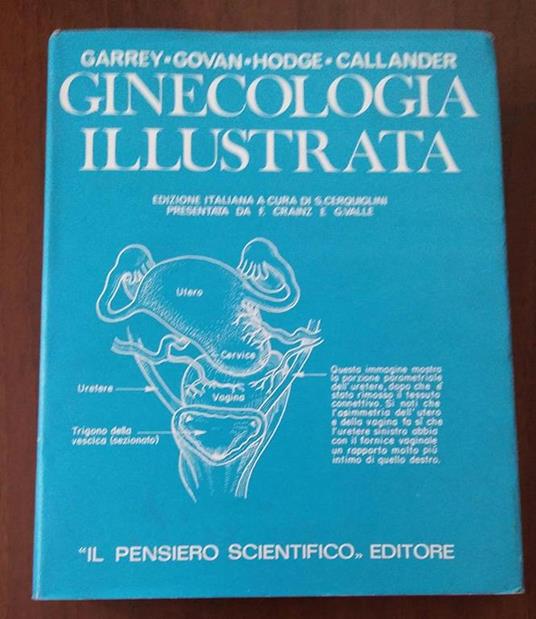 GARREY•GOVAN•HODGE•CALLANDER
GINECOLOGIA
ILLUSTRATA
EDIZIONE ITALIANA A CURA DI S.CERQUIGLINI
PRESENTATA DA F. CRAINZ E G.VALLE
Utero
Cervice
Uretere
Vagina
Trigono della
vescica (sezionato)
Questa immagine mostra
la porzione parametriale
dell'uretere, dopo che e'
stato rimosso il tessuto
connettivo. Si noti che
l'asimmetria dell' utero
e della vagina fa sì che
l'uretere sinistro abbia
con il fornice vaginale
un rapporto molto più
intimo di quello destro.
"IL PENSIERO SCIENTIFICO„ EDITORE